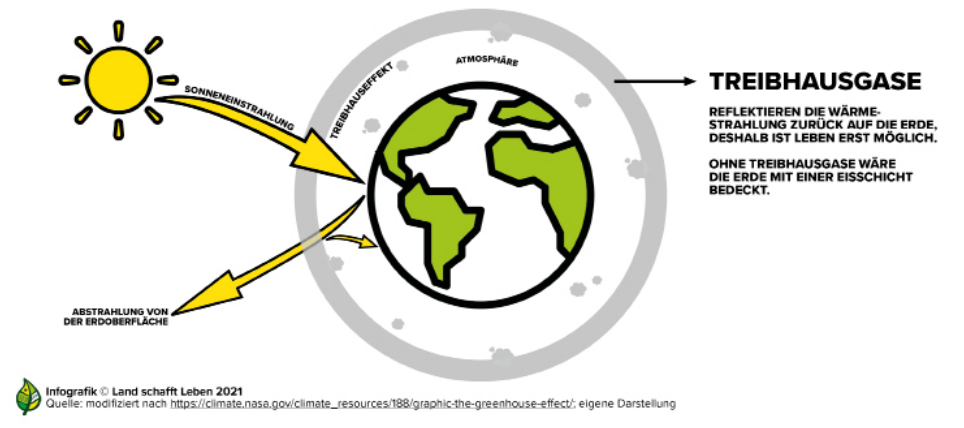 SONNENEINSTRAHLUNG
TREIBHAUSEFFEKT
ATMOSPHÄRE
TREIBHAUSGASE
REFLEKTIEREN DIE WÄRME-
STRAHLUNG ZURÜCK AUF DIE ERDE,
DESHALB IST LEBEN ERST MÖGLICH.
OHNE TREIBHAUSGASE WÄRE
DIE ERDE MIT EINER EISSCHICHT
BEDECKT.
ABSTRAHLUNG VON
DER ERDOBERFLÄCHE
Infografik © Land schafft Leben 2021
Quelle: modifiziert nach https://climate.nasa.gov/climate_resources/188/graphic-the-greenhouse-effect/; eigene Darstellung